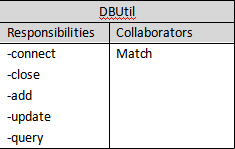 DBUtil
Responsibilities Collaborators
-connect Match
-close
-add
-update
-query